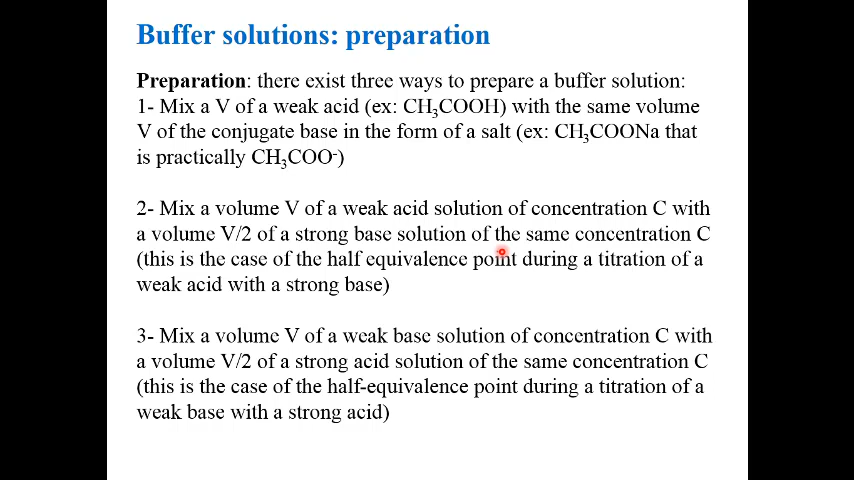 Buffer solutions: preparation
Preparation: there exist three ways to prepare a buffer solution:
1- Mix a V of a weak acid (ex: CH₃COOH) with the same volume
V of the conjugate base in the form of a salt (ex: CH₃COONa that
is practically CH₃COO⁻)
2- Mix a volume V of a weak acid solution of concentration C with
a volume V/2 of a strong base solution of the same concentration C
(this is the case of the half equivalence point during a titration of a
weak acid with a strong base)
3- Mix a volume V of a weak base solution of concentration C with
a volume V/2 of a strong acid solution of the same concentration C
(this is the case of the half-equivalence point during a titration of a
weak base with a strong acid)